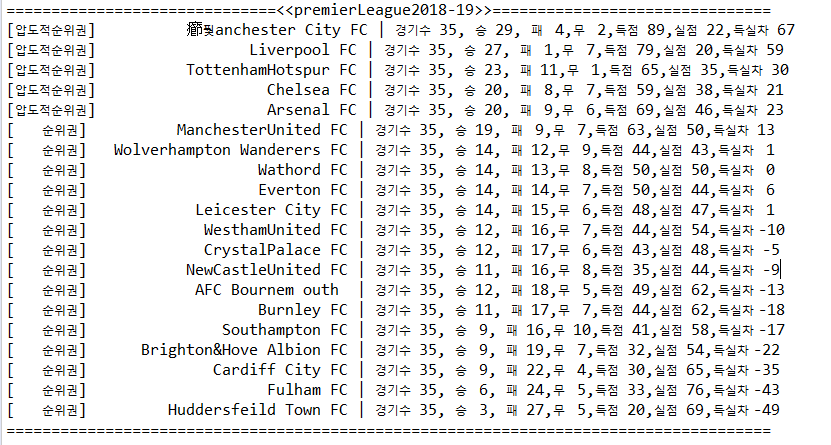 =====================================<<premierLeague2018-19>>=====================================
[압도적순위권] anchester City FC | 경기수 35, 승 29, 패 4,무 2,득점 89,실점 22,득실차 67
[압도적순위권] Liverpool FC | 경기수 35, 승 27, 패 1,무 7,득점 79,실점 20,득실차 59
[압도적순위권] TottenhamHotspur FC | 경기수 35, 승 23, 패 11,무 1,득점 65,실점 35,득실차 30
[압도적순위권] Chelsea FC | 경기수 35, 승 20, 패 8,무 7,득점 59,실점 38,득실차 21
[압도적순위권] Arsenal FC | 경기수 35, 승 20, 패 9,무 6,득점 69,실점 46,득실차 23
[ 순위권] ManchesterUnited FC | 경기수 35, 승 19, 패 9,무 7,득점 63,실점 50,득실차 13
[ 순위권] Wolverhampton Wanderers FC | 경기수 35, 승 14, 패 12,무 9,득점 44,실점 43,득실차 1
[ 순위권] Wathord FC | 경기수 35, 승 14, 패 13,무 8,득점 50,실점 50,득실차 0
[ 순위권] Everton FC | 경기수 35, 승 14, 패 14,무 7,득점 50,실점 44,득실차 6
[ 순위권] Leicester City FC | 경기수 35, 승 14, 패 15,무 6,득점 48,실점 47,득실차 1
[ 순위권] WesthamUnited FC | 경기수 35, 승 12, 패 16,무 7,득점 44,실점 54,득실차 -10
[ 순위권] CrystalPalace FC | 경기수 35, 승 12, 패 17,무 6,득점 43,실점 48,득실차 -5
[ 순위권] NewCastleUnited FC | 경기수 35, 승 11, 패 16,무 8,득점 35,실점 44,득실차 -9
[ 순위권] AFC Bournem outh | 경기수 35, 승 12, 패 18,무 5,득점 49,실점 62,득실차 -13
[ 순위권] Burnley FC | 경기수 35, 승 11, 패 17,무 7,득점 44,실점 62,득실차 -18
[ 순위권] Southampton FC | 경기수 35, 승 9, 패 16,무 10,득점 41,실점 58,득실차 -17
[ 순위권] Brighton&Hove Albion FC | 경기수 35, 승 9, 패 19,무 7,득점 32,실점 54,득실차 -22
[ 순위권] Cardiff City FC | 경기수 35, 승 9, 패 22,무 4,득점 30,실점 65,득실차 -35
[ 순위권] Fulham FC | 경기수 35, 승 6, 패 24,무 5,득점 33,실점 76,득실차 -43
[ 순위권] Huddersfeild Town FC | 경기수 35, 승 3, 패 27,무 5,득점 20,실점 69,득실차 -49
=====================================================================================